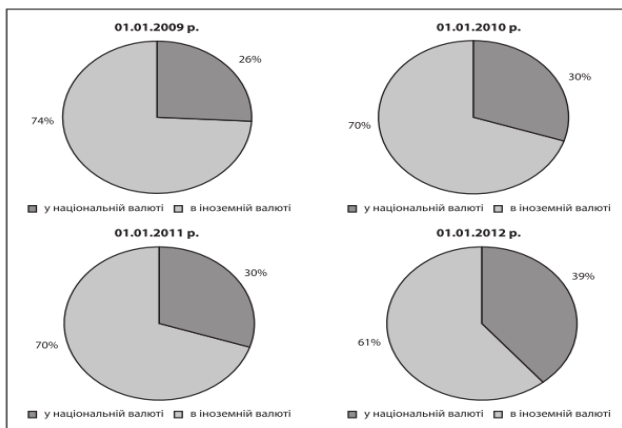 01.01.2009 р.
26%
74%
у національній валюті в іноземній валюті
01.01.2010 р.
30%
70%
у національній валюті в іноземній валюті
01.01.2011 р.
30%
70%
у національній валюті в іноземній валюті
01.01.2012 р.
39%
61%
у національній валюті в іноземній валюті